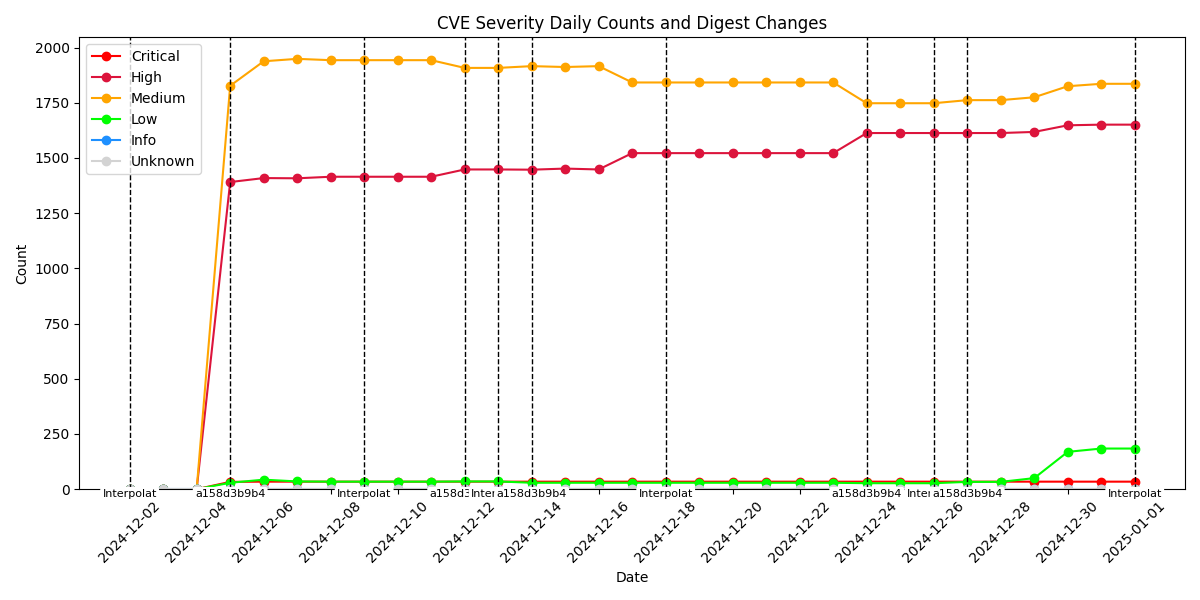 CVE Severity Daily Counts and Digest Changes
Critical
High
Medium
Low
Info
Unknown
2000
1750
1500
1250
1000
750
500
250
0
Count
Interpolat
a158d3b9b4
Interpolat
a158d3
Inter
a158d3b9b4
Interpolat
a158d3b9b4
Inter
a158d3b9b4
Interpolat
2024-12-02
2024-12-04
2024-12-06
2024-12-08
2024-12-10
2024-12-12
2024-12-14
2024-12-18
2024-12-20
2024-12-22
2024-12-24
2024-12-26
2024-12-28
2024-12-30
2025-01-01
Date